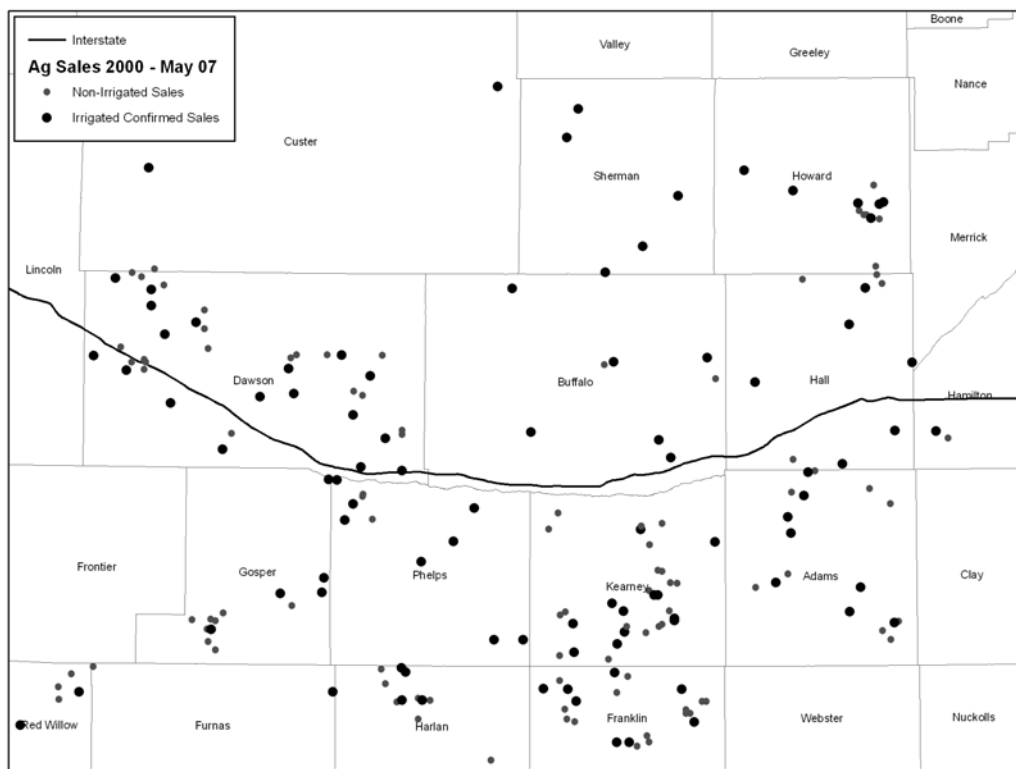 Interstate
Ag Sales 2000 - May 07
Non-Irrigated Sales
Irrigated Confirmed Sales
Boone
Valley
Greeley
Nance
Custer
Sherman
Howard
Merrick
Lincoln
Dawson
Buffalo
Hall
Hamilton
Frontier
Gosper
Phelps
Kearney
Adams
Clay
Red Willow
Furnas
Harlan
Franklin
Webster
Nuckolls